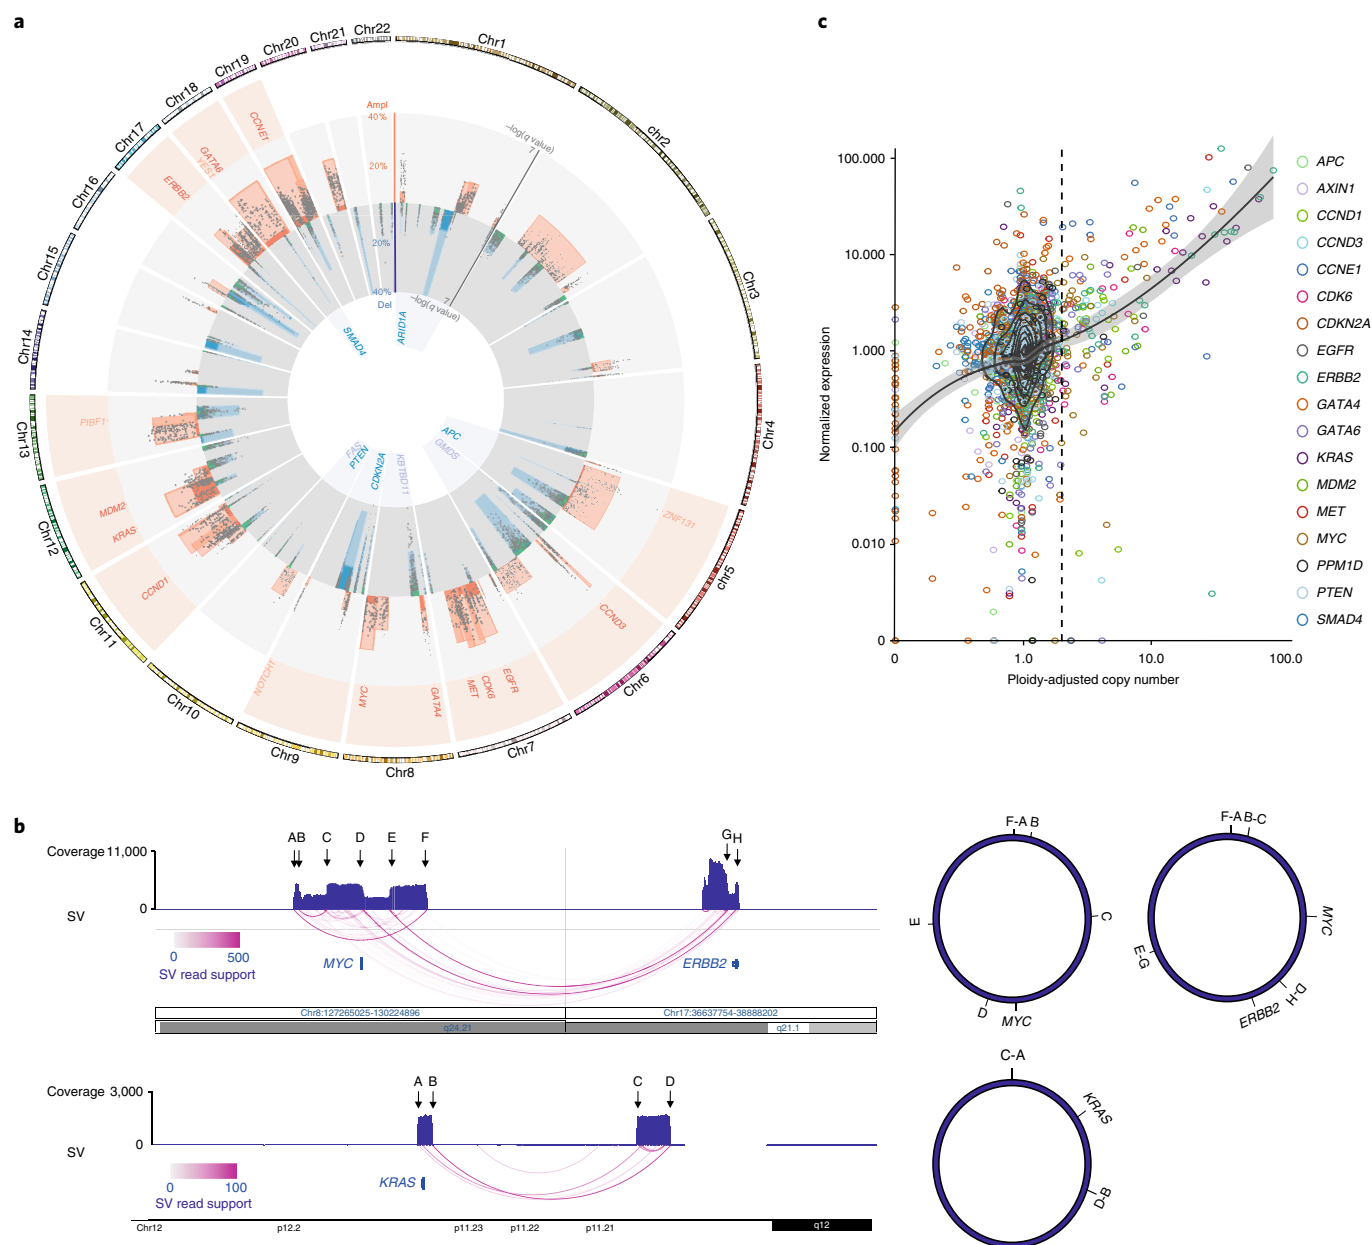 a
Chr1
chr2
Chr3
Chr4
chr5
Chr6
Chr7
Chr8
Chr9
Chr10
Chr11
Chr12
Chr13
Chr14
Chr15
Chr16
Chr17
Chr18
Chr19
Chr20
Chr21
Chr22
Ampl
40%
20%
20%
40%
Del
–log(q value)
7
7
–log(q value)
CCNE1
GATA6
YES1
ERBB2
PIBF1
MDM2
KRAS
CCND1
NOTCH1
MYC
GATA4
MET
CDK6
EGFR
CCND3
ZNF131
SMAD4
ARID1A
APC
GMDS
KBTBD11
CDKN2A
PTEN
FAS
c
Normalized expression
100.000
10.000
1.000
0.100
0.010
0
0
1.0
10.0
100.0
Ploidy-adjusted copy number
APC
AXIN1
CCND1
CCND3
CCNE1
CDK6
CDKN2A
EGFR
ERBB2
GATA4
GATA6
KRAS
MDM2
MET
MYC
PPM1D
PTEN
SMAD4
b
A B C D E F G H
Coverage 11,000
0
SV
0 500
SV read support
MYC
ERBB2
Chr8:127265025-130224896 Chr17:36637754-38888202
q24.21 q21.1
F-A B
C
MYC
D
E
F-A B-C
MYC
D-H
ERBB2
E-G
A B C D
Coverage 3,000
0
SV
0 100
SV read support
KRAS
Chr12 p12.2 p11.23 p11.22 p11.21 q12
C-A
KRAS
D-B